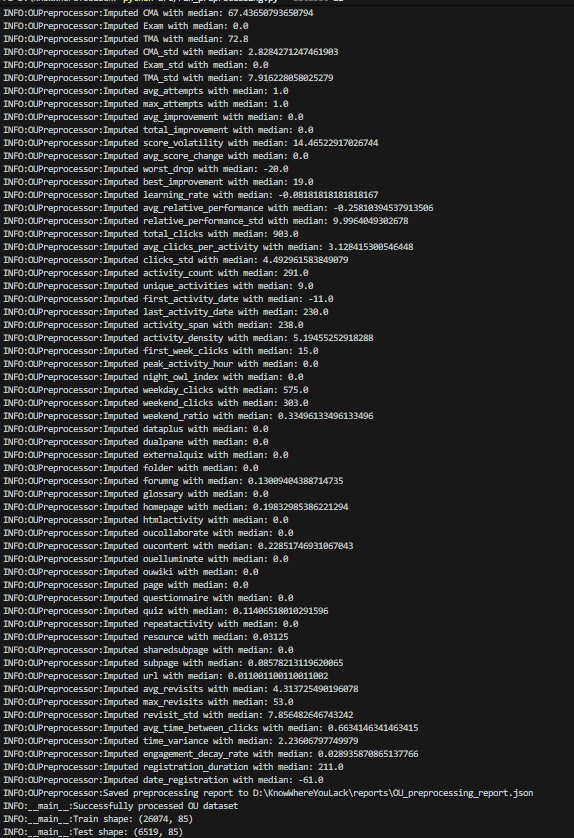 INFO:OUPreprocessor:Imputed CMA with median: 67.43650793650794
INFO:OUPreprocessor:Imputed Exam with median: 0.0
INFO:OUPreprocessor:Imputed TMA with median: 72.8
INFO:OUPreprocessor:Imputed CMA_std with median: 2.8284271247461903
INFO:OUPreprocessor:Imputed Exam_std with median: 0.0
INFO:OUPreprocessor:Imputed TMA_std with median: 7.916228058025279
INFO:OUPreprocessor:Imputed avg_attempts with median: 1.0
INFO:OUPreprocessor:Imputed max_attempts with median: 1.0
INFO:OUPreprocessor:Imputed avg_improvement with median: 0.0
INFO:OUPreprocessor:Imputed total_improvement with median: 0.0
INFO:OUPreprocessor:Imputed score_volatility with median: 14.46522917026744
INFO:OUPreprocessor:Imputed avg_score_change with median: 0.0
INFO:OUPreprocessor:Imputed worst_drop with median: -20.0
INFO:OUPreprocessor:Imputed best_improvement with median: 19.0
INFO:OUPreprocessor:Imputed learning_rate with median: -0.08181818181818167
INFO:OUPreprocessor:Imputed avg_relative_performance with median: -0.25810394537913506
INFO:OUPreprocessor:Imputed relative_performance_std with median: 9.9964049302678
INFO:OUPreprocessor:Imputed total_clicks with median: 903.0
INFO:OUPreprocessor:Imputed avg_clicks_per_activity with median: 3.128415300546448
INFO:OUPreprocessor:Imputed clicks_std with median: 4.492961583849079
INFO:OUPreprocessor:Imputed activity_count with median: 291.0
INFO:OUPreprocessor:Imputed unique_activities with median: 9.0
INFO:OUPreprocessor:Imputed first_activity_date with median: -11.0
INFO:OUPreprocessor:Imputed last_activity_date with median: 230.0
INFO:OUPreprocessor:Imputed activity_span with median: 238.0
INFO:OUPreprocessor:Imputed activity_density with median: 5.19455252918288
INFO:OUPreprocessor:Imputed first_week_clicks with median: 15.0
INFO:OUPreprocessor:Imputed peak_activity_hour with median: 0.0
INFO:OUPreprocessor:Imputed night_owl_index with median: 0.0
INFO:OUPreprocessor:Imputed weekday_clicks with median: 575.0
INFO:OUPreprocessor:Imputed weekend_clicks with median: 303.0
INFO:OUPreprocessor:Imputed weekend_ratio with median: 0.33496133496133496
INFO:OUPreprocessor:Imputed dataplus with median: 0.0
INFO:OUPreprocessor:Imputed dualpane with median: 0.0
INFO:OUPreprocessor:Imputed externalquiz with median: 0.0
INFO:OUPreprocessor:Imputed folder with median: 0.0
INFO:OUPreprocessor:Imputed forumng with median: 0.13009404388714735
INFO:OUPreprocessor:Imputed glossary with median: 0.0
INFO:OUPreprocessor:Imputed homepage with median: 0.19832985386221294
INFO:OUPreprocessor:Imputed htmlactivity with median: 0.0
INFO:OUPreprocessor:Imputed oucollaborate with median: 0.0
INFO:OUPreprocessor:Imputed oucontent with median: 0.22851746931067043
INFO:OUPreprocessor:Imputed ouelluminate with median: 0.0
INFO:OUPreprocessor:Imputed ouwiki with median: 0.0
INFO:OUPreprocessor:Imputed page with median: 0.0
INFO:OUPreprocessor:Imputed questionnaire with median: 0.0
INFO:OUPreprocessor:Imputed quiz with median: 0.11406518010291596
INFO:OUPreprocessor:Imputed repeatactivity with median: 0.0
INFO:OUPreprocessor:Imputed resource with median: 0.03125
INFO:OUPreprocessor:Imputed sharedsubpage with median: 0.0
INFO:OUPreprocessor:Imputed subpage with median: 0.08578213119620065
INFO:OUPreprocessor:Imputed url with median: 0.011001100110011002
INFO:OUPreprocessor:Imputed avg_revisits with median: 4.313725490196078
INFO:OUPreprocessor:Imputed max_revisits with median: 53.0
INFO:OUPreprocessor:Imputed revisit_std with median: 7.856482646743242
INFO:OUPreprocessor:Imputed avg_time_between_clicks with median: 0.6634146341463415
INFO:OUPreprocessor:Imputed time_variance with median: 2.23606797749979
INFO:OUPreprocessor:Imputed engagement_decay_rate with median: 0.028935870865137766
INFO:OUPreprocessor:Imputed registration_duration with median: 211.0
INFO:OUPreprocessor:Imputed date_registration with median: -61.0
INFO:OUPreprocessor:Saved preprocessing report to D:\KnowWhereYouLack\reports\OU_preprocessing_report.json
INFO:__main__:Successfully processed OU dataset
INFO:__main__:Train shape: (26074, 85)
INFO:__main__:Test shape: (6519, 85)